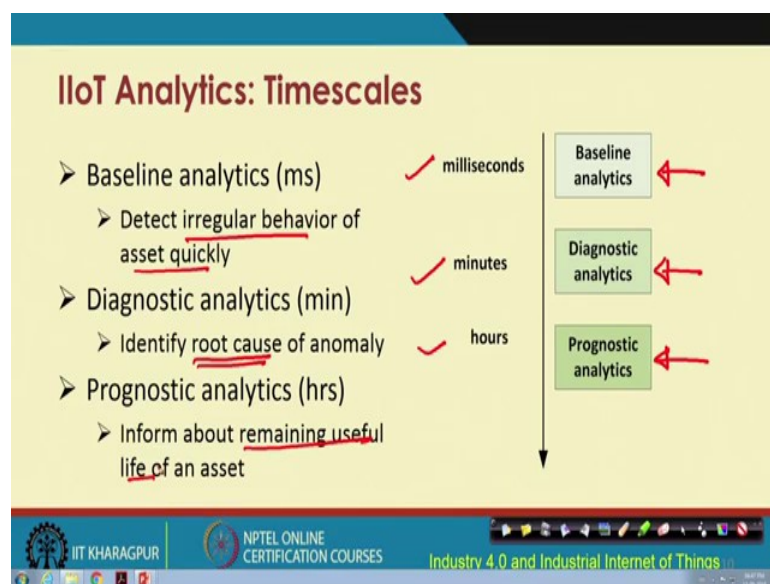 IIoT Analytics: Timescales
➢ Baseline analytics (ms)
➢ Detect irregular behavior of
asset quickly
➢ Diagnostic analytics (min)
➢ Identify root cause of anomaly
➢ Prognostic analytics (hrs)
➢ Inform about remaining useful
life of an asset
milliseconds
minutes
hours
Baseline
analytics
Diagnostic
analytics
Prognostic
analytics
IIT KHARAGPUR
NPTEL ONLINE
CERTIFICATION COURSES
Industry 4.0 and Industrial Internet of Things